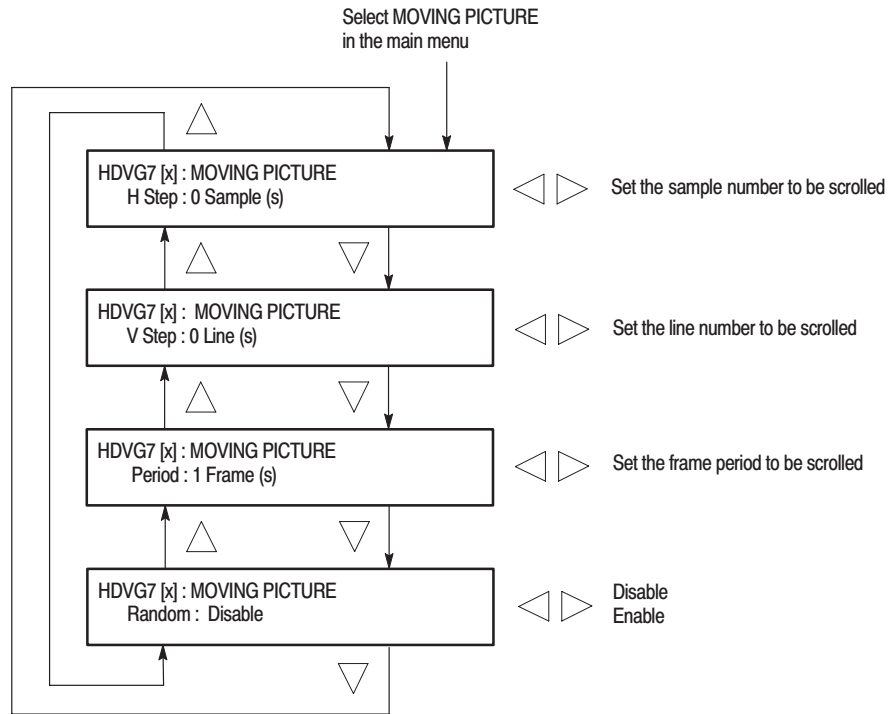 Select MOVING PICTURE
in the main menu
HDVG7 [x] : MOVING PICTURE
H Step : 0 Sample (s)
Set the sample number to be scrolled
HDVG7 [x] :  MOVING PICTURE
V Step : 0 Line (s)
Set the line number to be scrolled
HDVG7 [x] : MOVING PICTURE
Period : 1 Frame (s)
Set the frame period to be scrolled
HDVG7 [x] : MOVING PICTURE
Random :  Disable
Disable
Enable